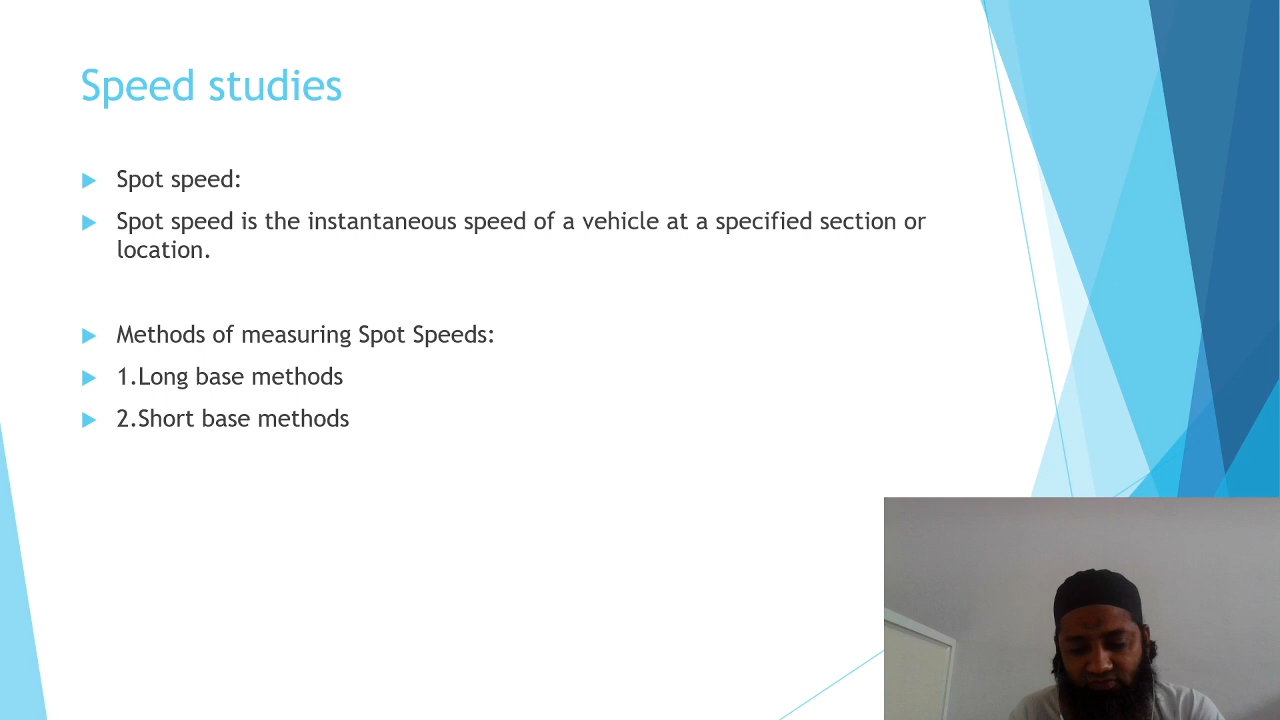 Speed studies
Spot speed:
Spot speed is the instantaneous speed of a vehicle at a specified section or
location.
Methods of measuring Spot Speeds:
1.Long base methods
2.Short base methods